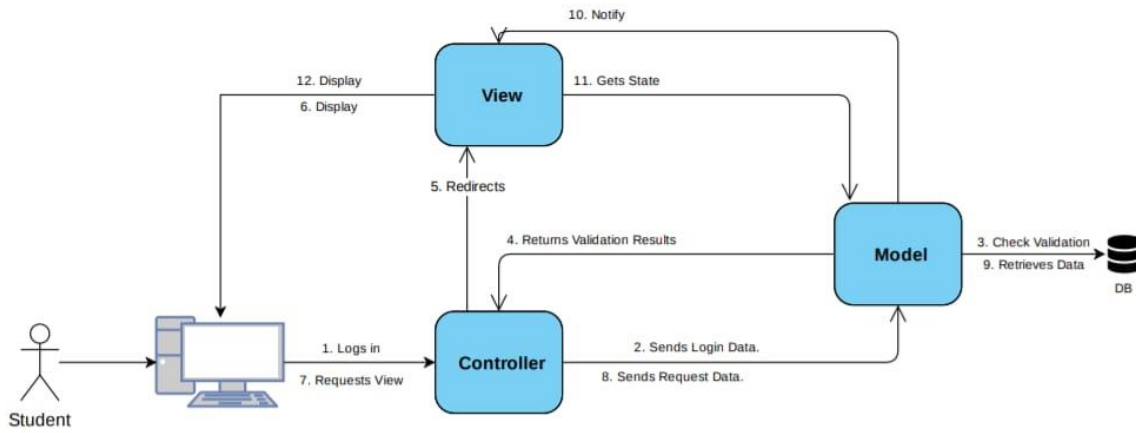 10. Notify
12. Display
View
11. Gets State
6. Display
5. Redirects
4. Returns Validation Results
Model
3. Check Validation
9. Retrieves Data
DB
1. Logs in
Controller
2. Sends Login Data.
7. Requests View
8. Sends Request Data.
Student